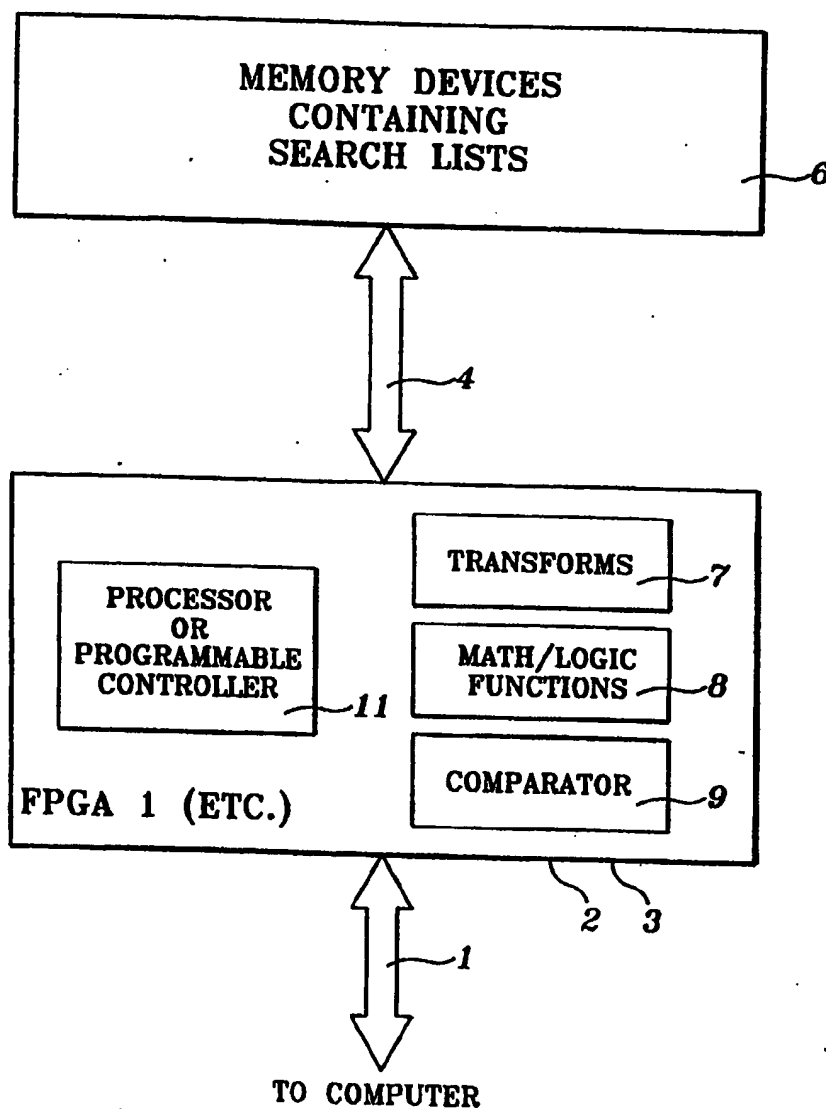 MEMORY DEVICES
CONTAINING
SEARCH LISTS
6
4
TRANSFORMS
7
PROCESSOR
OR
PROGRAMMABLE
CONTROLLER
11
MATH/LOGIC
FUNCTIONS
8
COMPARATOR
9
FPGA 1 (ETC.)
2
3
1
TO COMPUTER